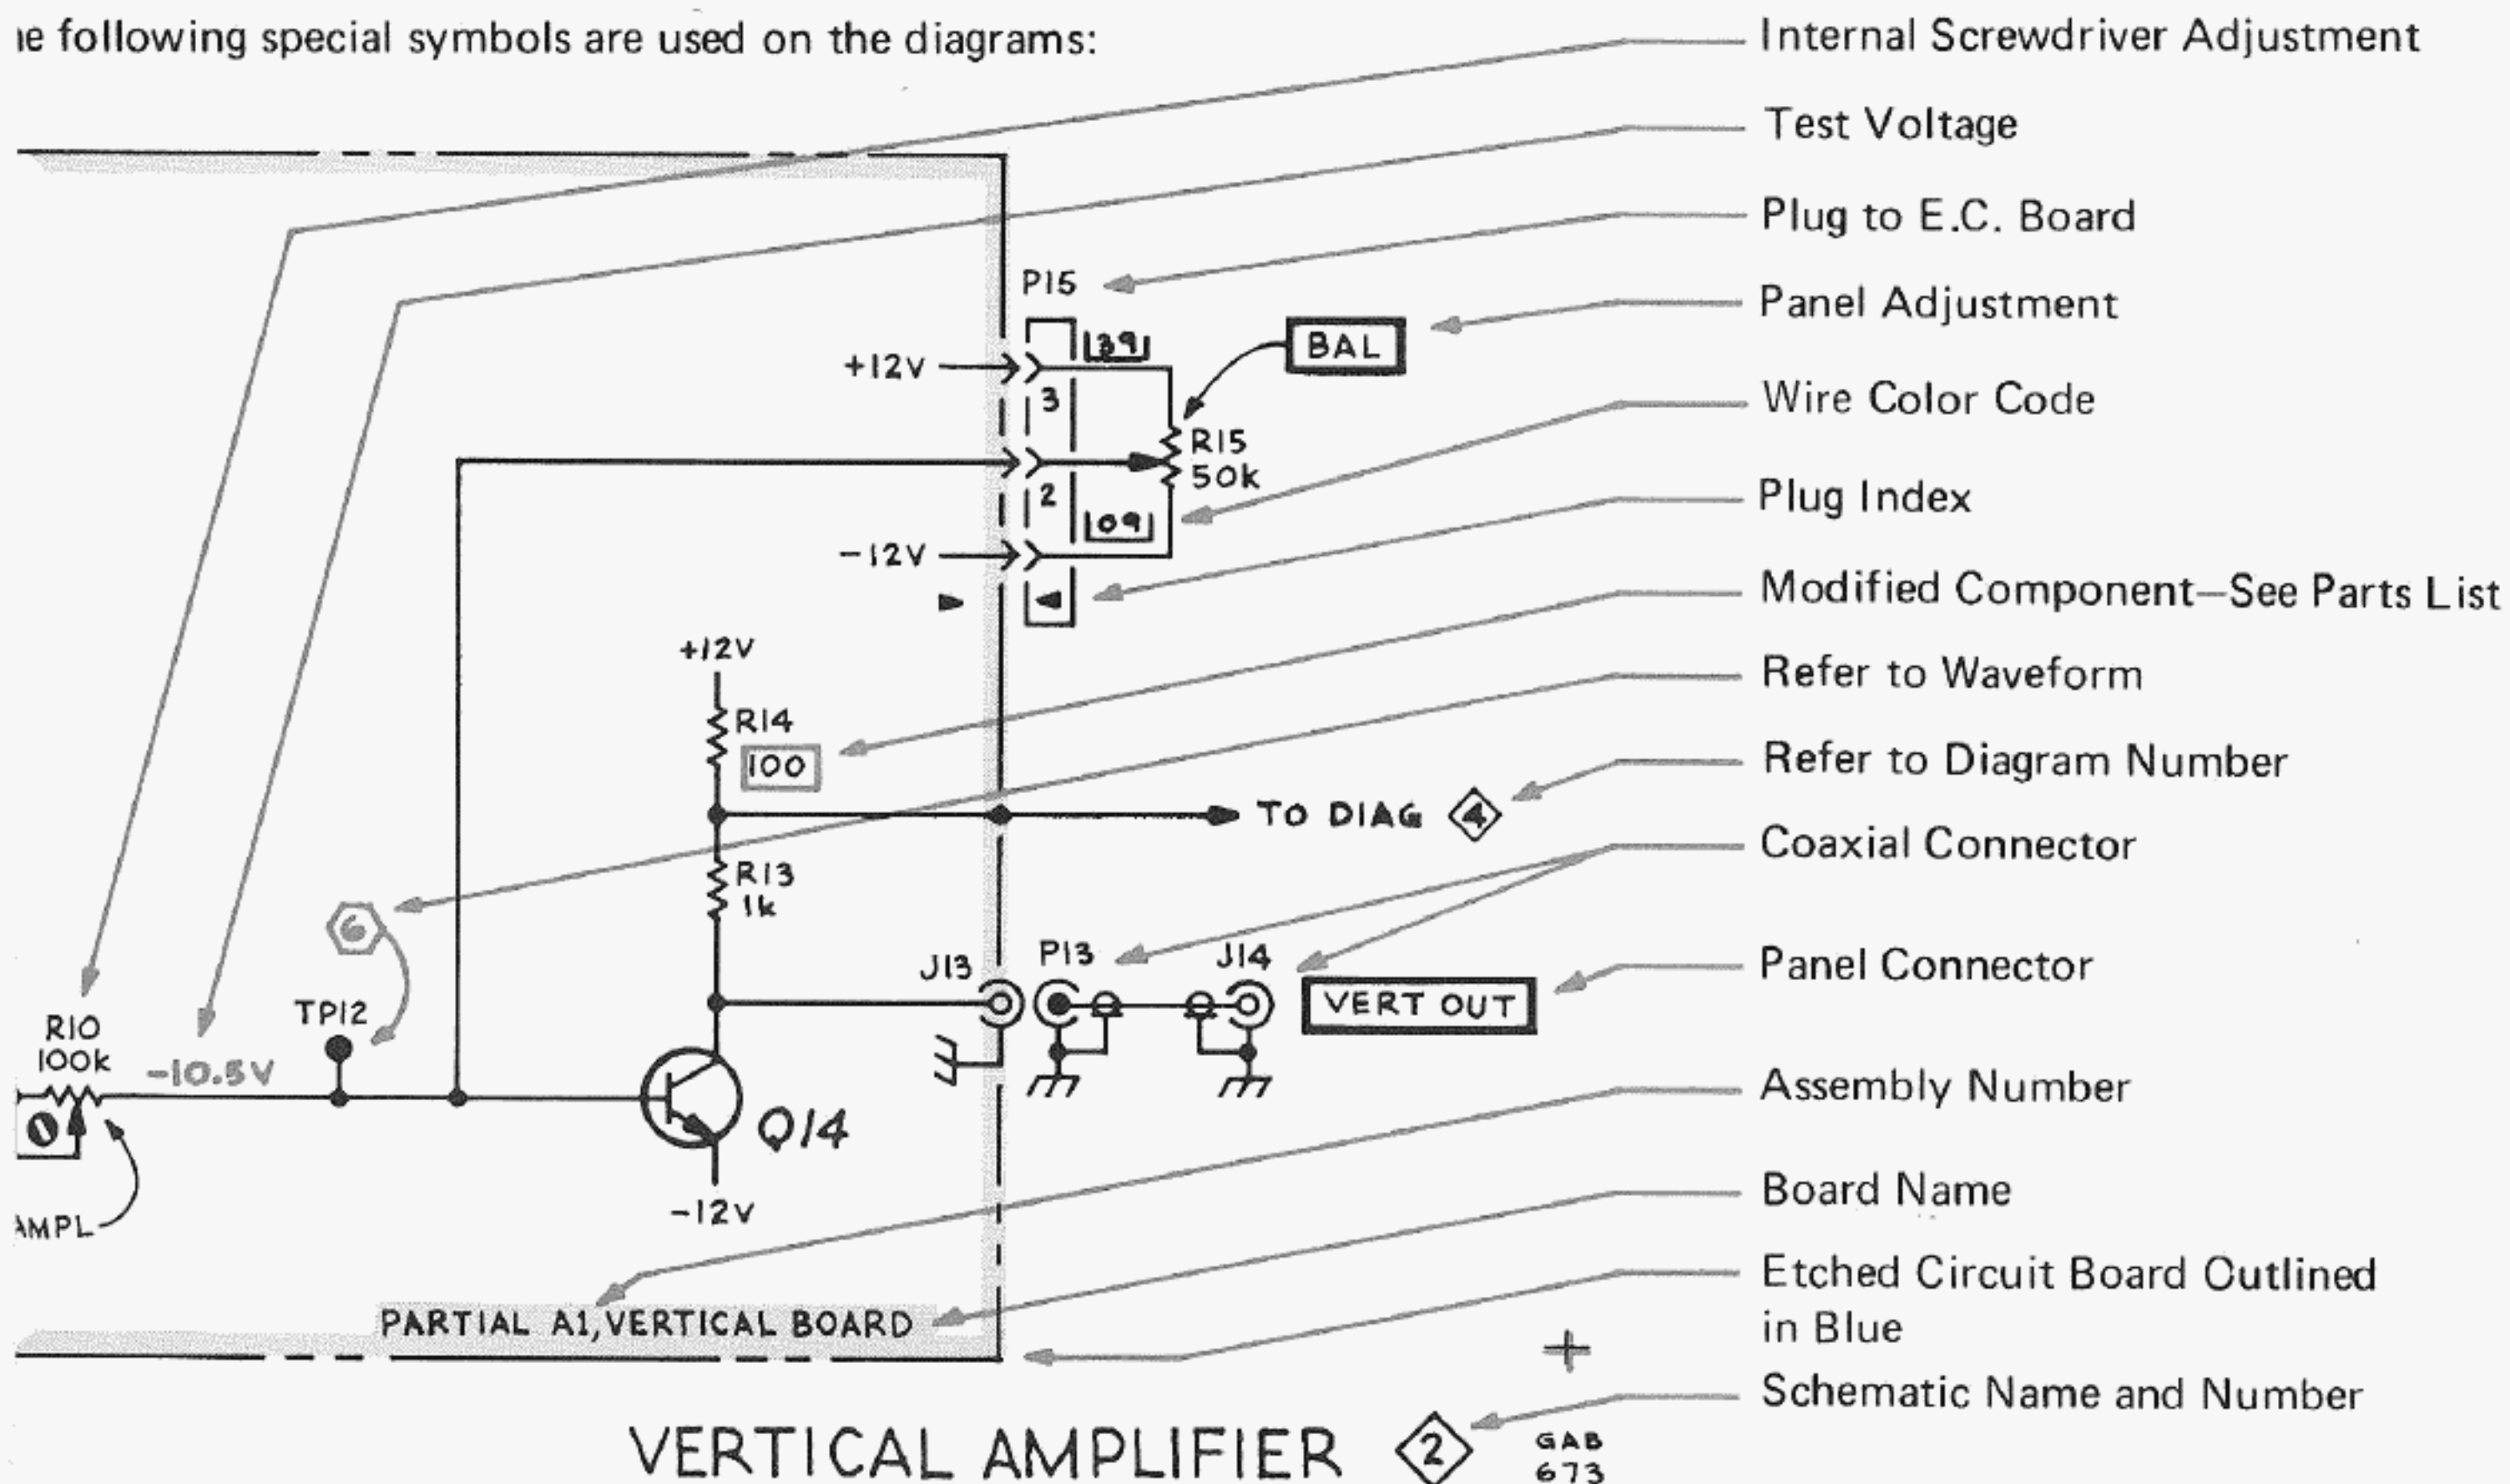 following special symbols are used on the diagrams:
Internal Screwdriver Adjustment
Test Voltage
Plug to E.C. Board
P15
Panel Adjustment
39
BAL
+12V
Wire Color Code
3
R15
50k
Plug Index
2
09
-12V
Modified Component—See Parts List
+12V
Refer to Waveform
R14
100
Refer to Diagram Number
TO DIAG 4
Coaxial Connector
R13
1k
6
Panel Connector
J13
P13
J14
VERT OUT
TP12
R10
100k
-10.5V
Assembly Number
Q14
Board Name
-12V
AMPL
Etched Circuit Board Outlined
in Blue
PARTIAL A1, VERTICAL BOARD
Schematic Name and Number
VERTICAL AMPLIFIER 2
GAB
673